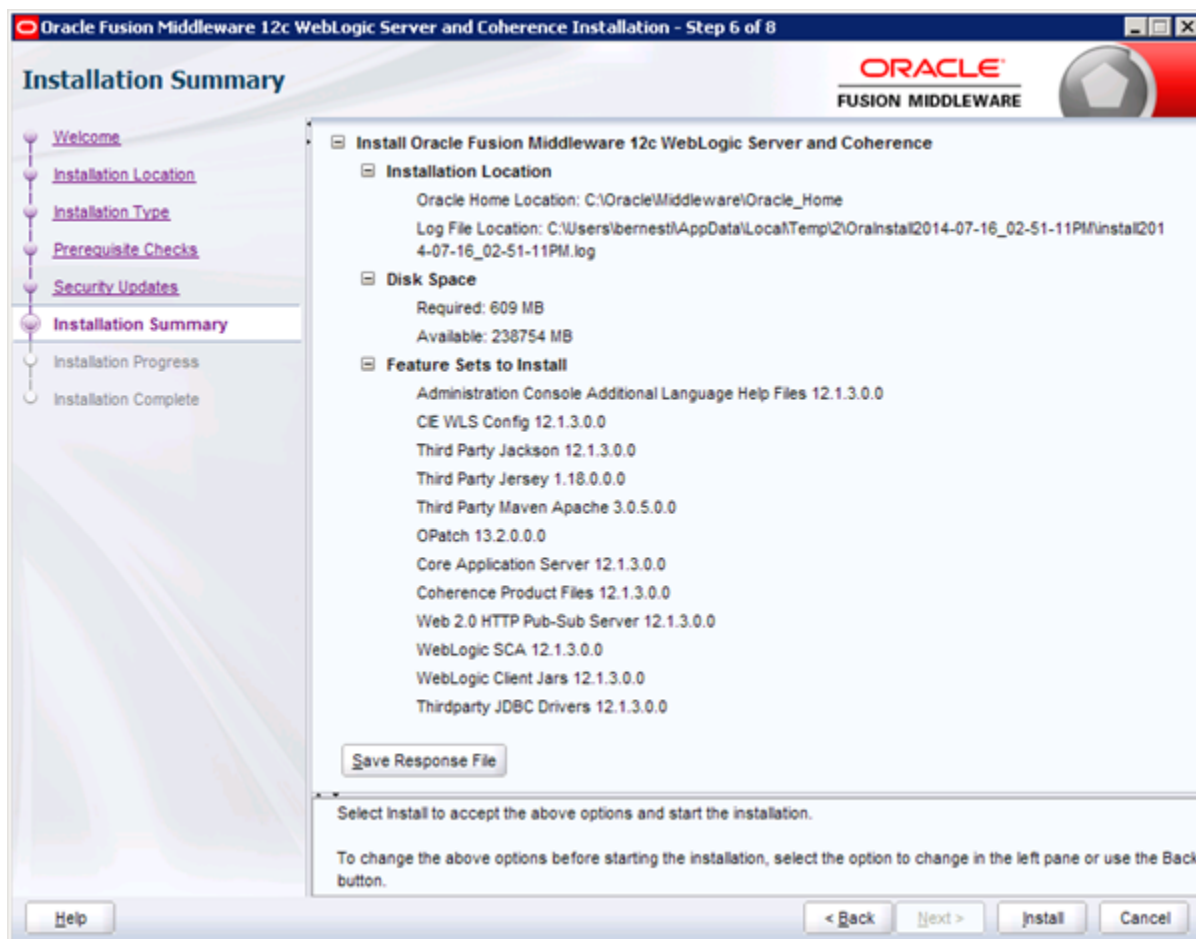 Oracle Fusion Middleware 12c WebLogic Server and Coherence Installation - Step 6 of 8
Installation Summary
ORACLE
FUSION MIDDLEWARE
Welcome
Installation Location
Installation Type
Prerequisite Checks
Security Updates
Installation Summary
Installation Progress
Installation Complete
Install Oracle Fusion Middleware 12c WebLogic Server and Coherence
Installation Location
Oracle Home Location: C:\Oracle\Middleware\Oracle_Home
Log File Location: C:\Users\bernestl\AppData\Local\Temp\2\OraInstall2014-07-16_02-51-11PM\install201
4-07-16_02-51-11PM.log
Disk Space
Required: 609 MB
Available: 238754 MB
Feature Sets to Install
Administration Console Additional Language Help Files 12.1.3.0.0
CIE WLS Config 12.1.3.0.0
Third Party Jackson 12.1.3.0.0
Third Party Jersey 1.18.0.0.0
Third Party Maven Apache 3.0.5.0.0
OPatch 13.2.0.0.0
Core Application Server 12.1.3.0.0
Coherence Product Files 12.1.3.0.0
Web 2.0 HTTP Pub-Sub Server 12.1.3.0.0
WebLogic SCA 12.1.3.0.0
WebLogic Client Jars 12.1.3.0.0
Thirdparty JDBC Drivers 12.1.3.0.0
Save Response File
Select Install to accept the above options and start the installation.
To change the above options before starting the installation, select the option to change in the left pane or use the Back
button.
Help
< Back
Next >
Install
Cancel